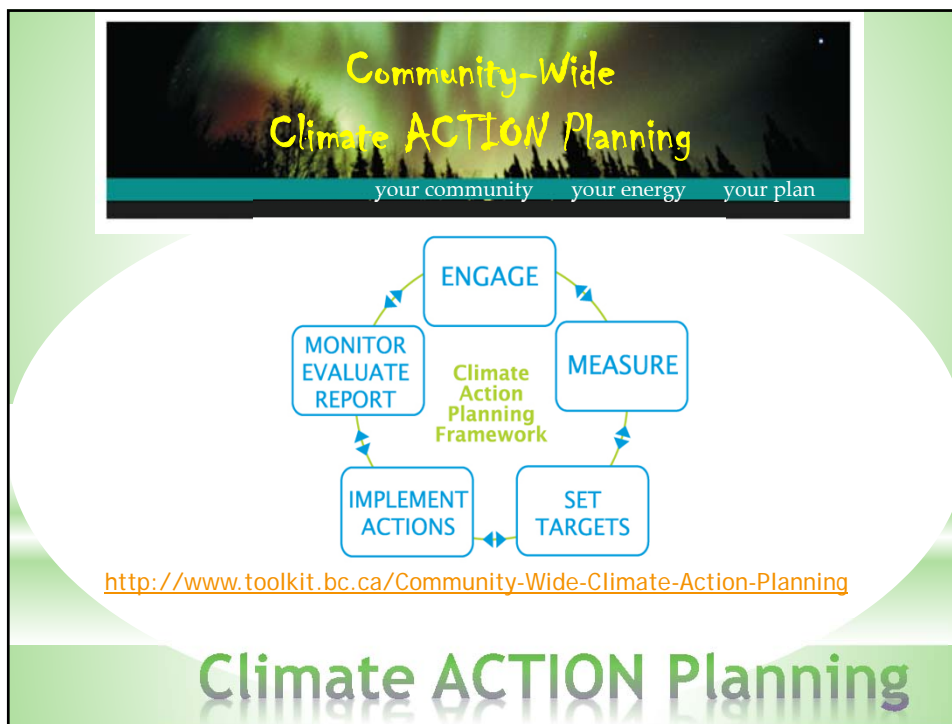 Community-Wide
Climate ACTION Planning
your community your energy your plan
ENGAGE
MEASURE
SET
TARGETS
IMPLEMENT
ACTIONS
MONITOR
EVALUATE
REPORT
Climate
Action
Planning
Framework
http://www.toolkit.bc.ca/Community-Wide-Climate-Action-Planning
Climate ACTION Planning